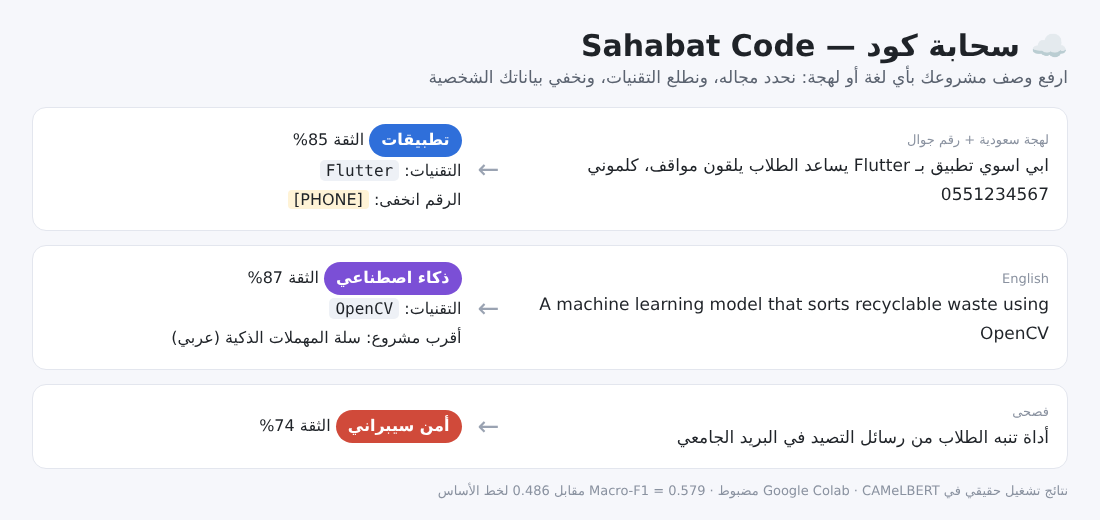 ☁️ سحابة كود — Sahabat Code
ارفع وصف مشروعك بأي لغة أو لهجة: نحدد مجاله، ونطلع التقنيات، ونخفي بياناتك الشخصية
لهجة سعودية + رقم جوال
ابي اسوي تطبيق بـ Flutter يساعد الطلاب يلقون مواقف، كلموني
0551234567
←
تطبيقات الثقة 85%
التقنيات: Flutter
الرقم انخفى: [PHONE]
English
A machine learning model that sorts recyclable waste using
OpenCV
←
ذكاء اصطناعي الثقة 87%
التقنيات: OpenCV
أقرب مشروع: سلة المهملات الذكية (عربي)
فصحى
أداة تنبه الطلاب من رسائل التصيد في البريد الجامعي
←
أمن سيبراني الثقة 74%
نتائج تشغيل حقيقي في Google Colab · CAMeLBERT مضبوط · Macro-F1 = 0.579 مقابل 0.486 لخط الأساس